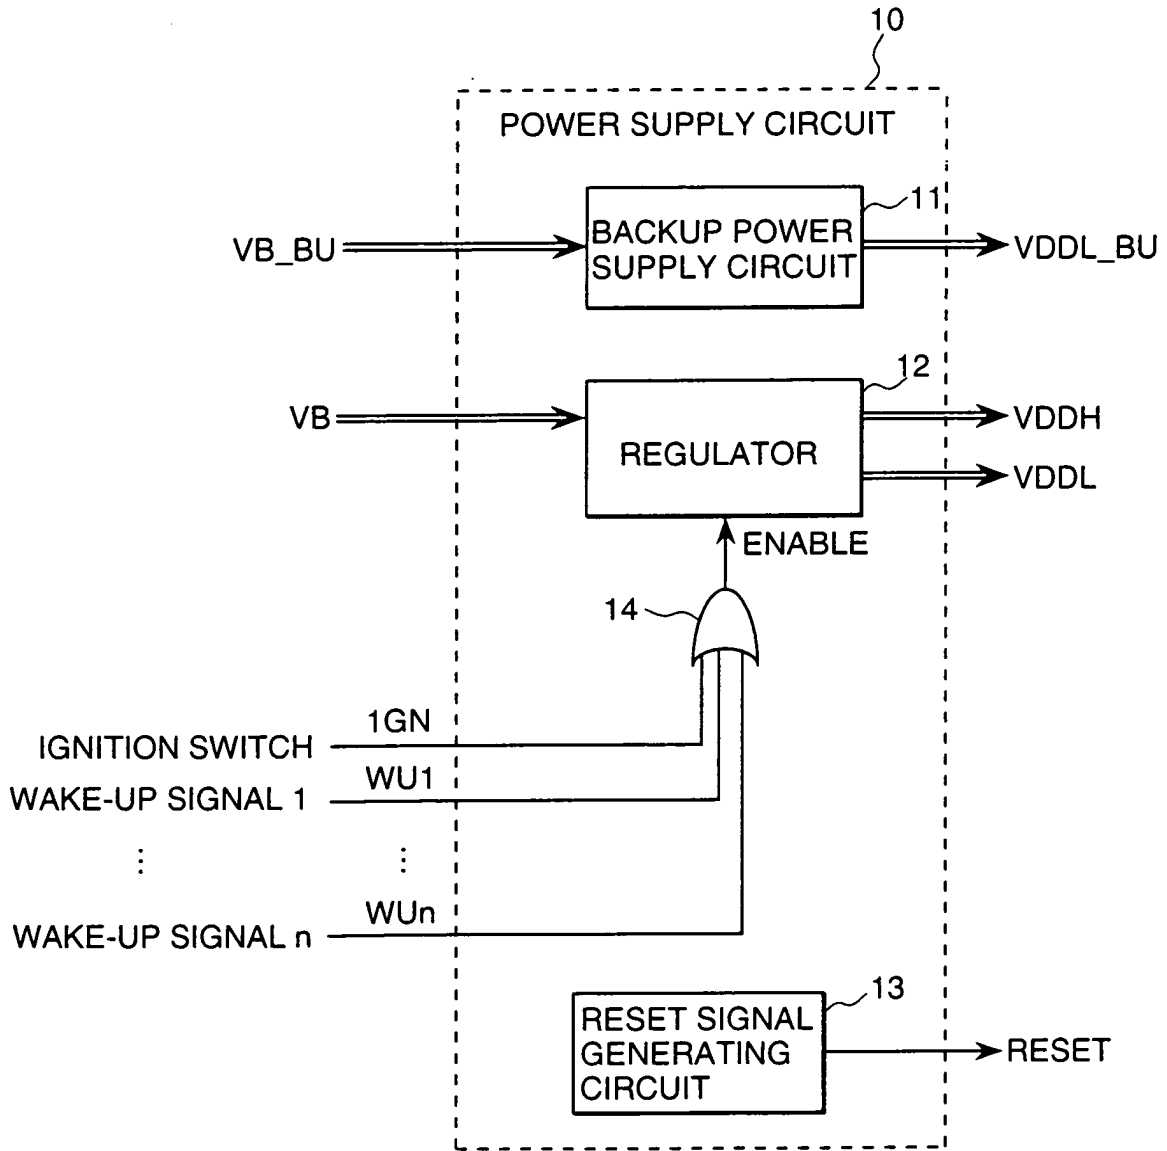 10
POWER SUPPLY CIRCUIT
11
VB_BU
BACKUP POWER
SUPPLY CIRCUIT
VDDL_BU
12
VB
REGULATOR
VDDH
VDDL
ENABLE
14
1GN
IGNITION SWITCH
WU1
WAKE-UP SIGNAL 1
⋮ ⋮
WUn
WAKE-UP SIGNAL n
13
RESET SIGNAL
GENERATING
CIRCUIT
RESET